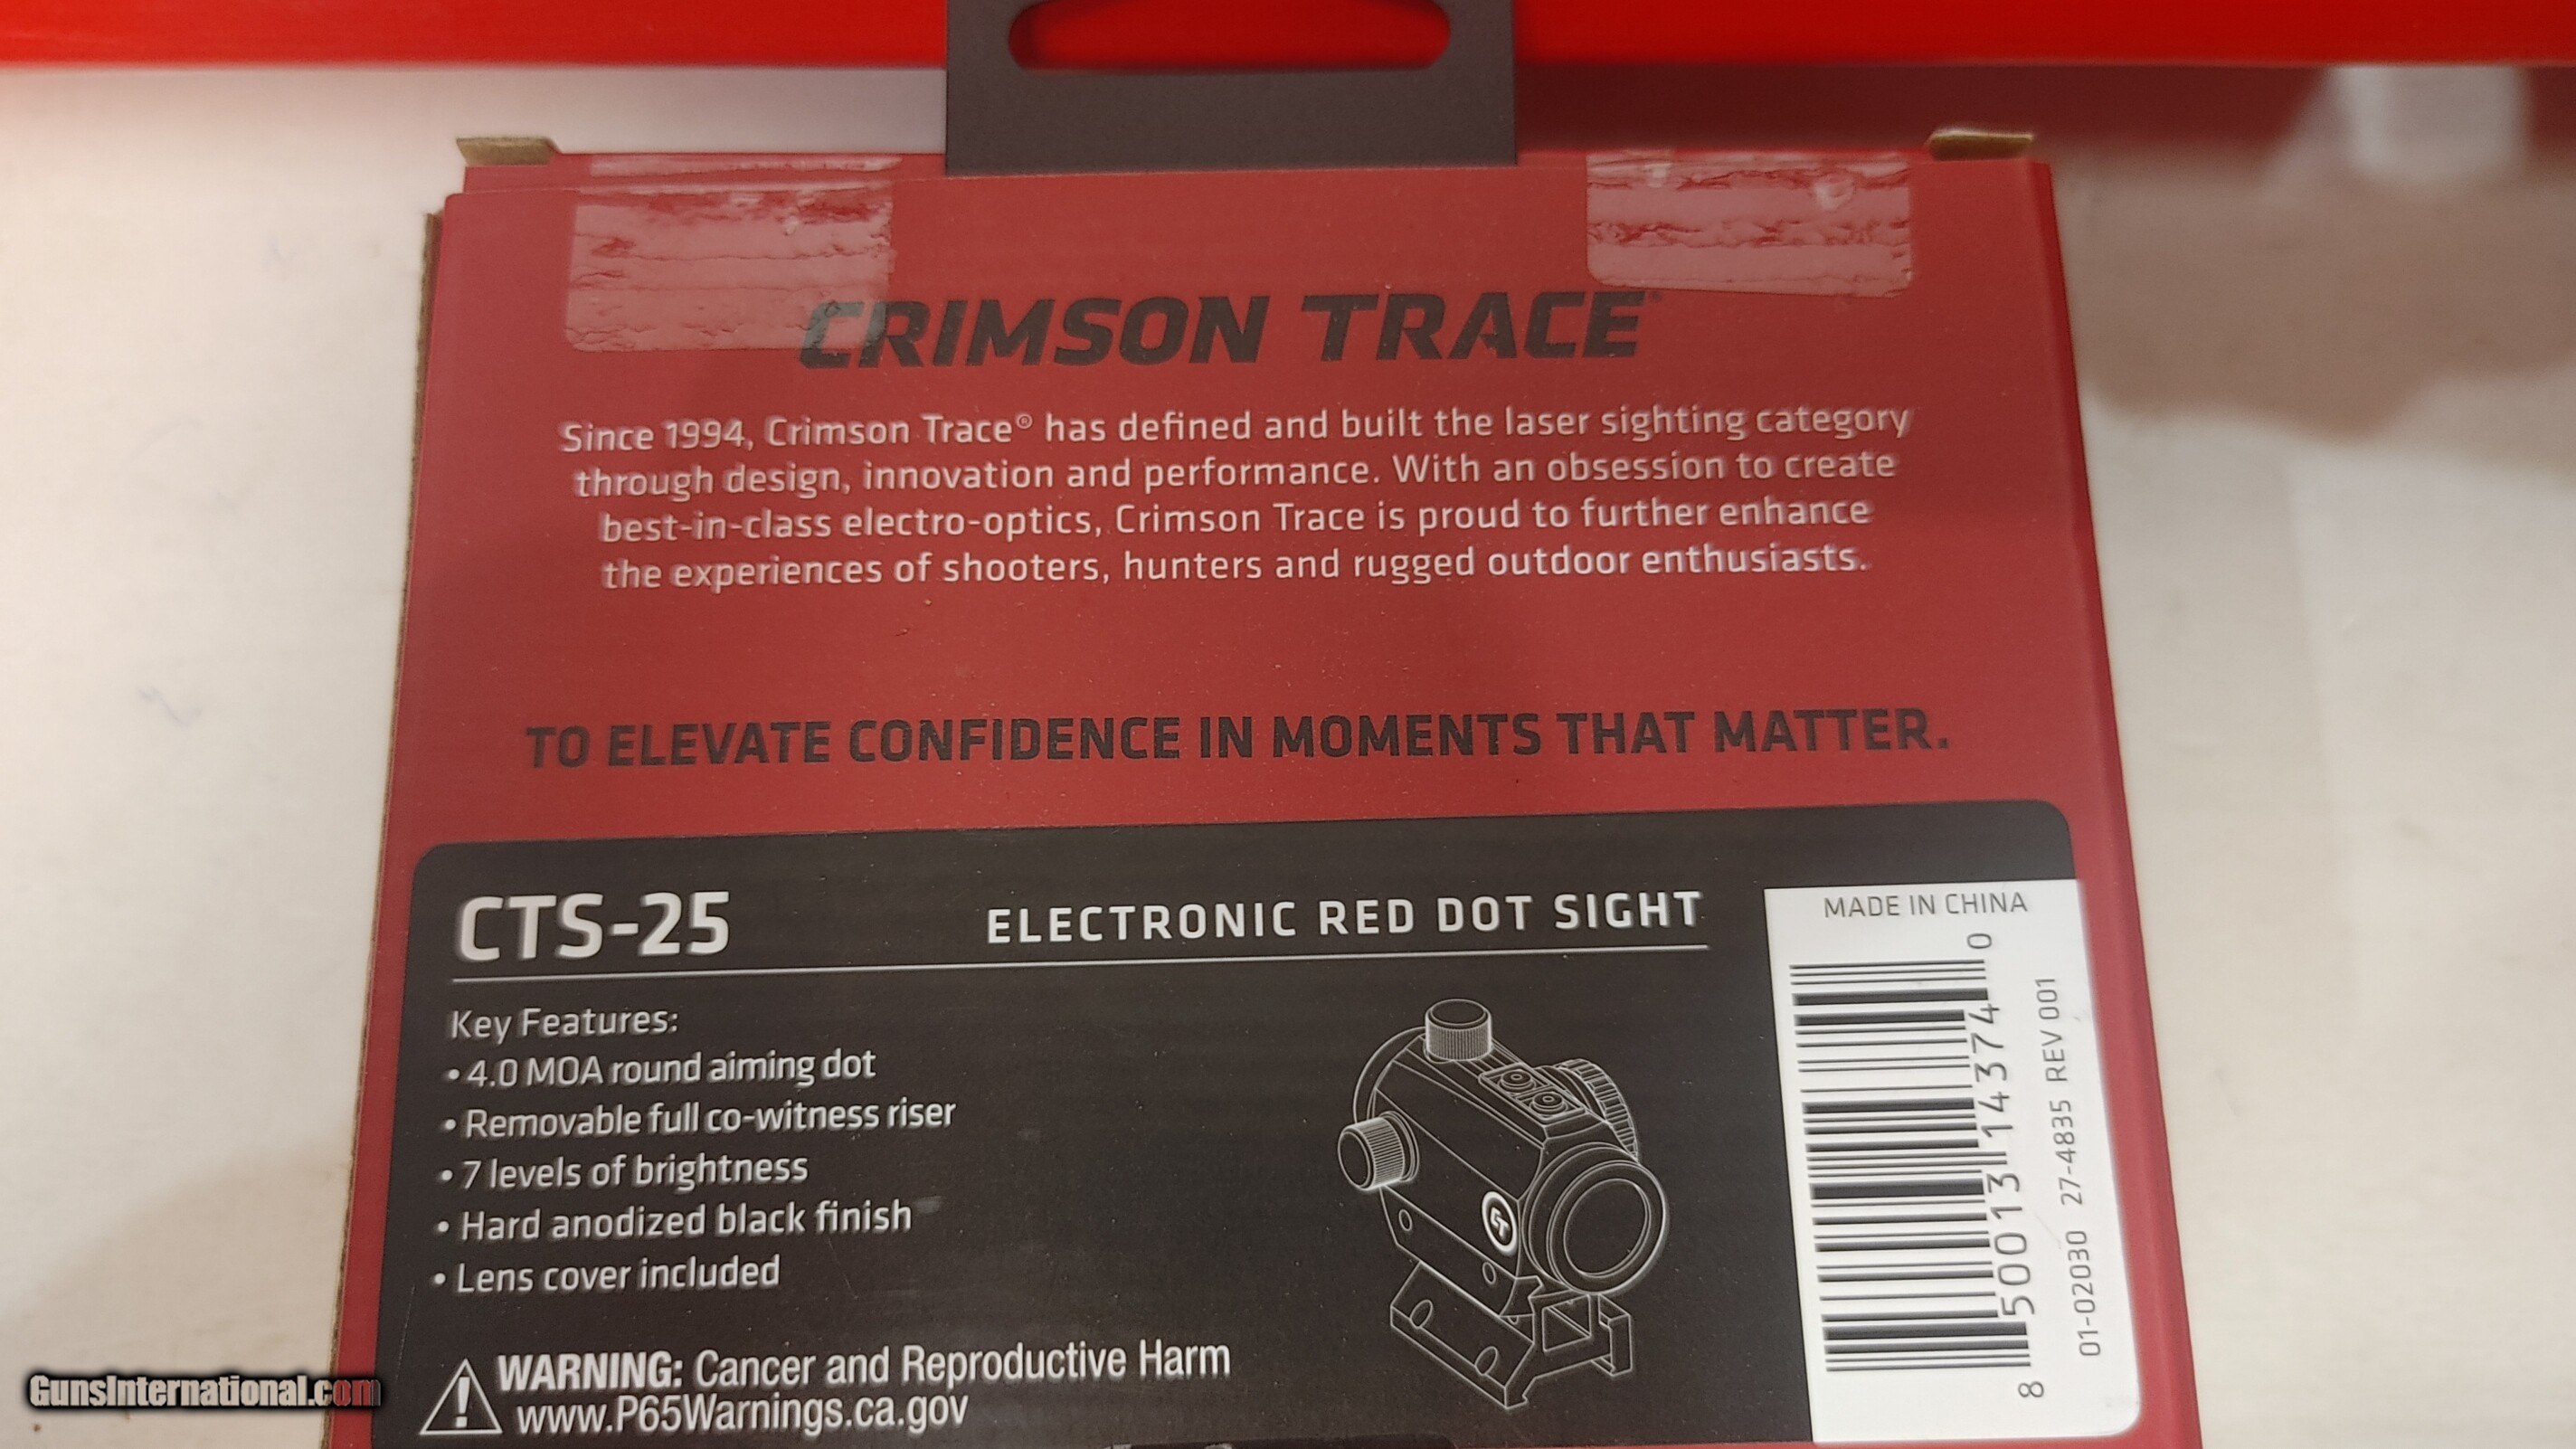 CRIMSON TRACE®
Since 1994, Crimson Trace® has defined and built the laser sighting category
through design, innovation and performance. With an obsession to create
best-in-class electro-optics, Crimson Trace is proud to further enhance
the experiences of shooters, hunters and rugged outdoor enthusiasts.
TO ELEVATE CONFIDENCE IN MOMENTS THAT MATTER.
CTS-25
ELECTRONIC RED DOT SIGHT
Key Features:
• 4.0 MOA round aiming dot
• Removable full co-witness riser
• 7 levels of brightness
• Hard anodized black finish
• Lens cover included
WARNING: Cancer and Reproductive Harm
www.P65Warnings.ca.gov
CT
MADE IN CHINA
8 50013 14374 0
01-02030 27-4835 REV 001
GunsInternational.com